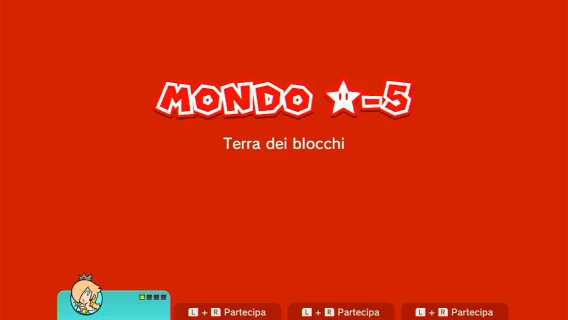 MONDO ★-5
Terra dei blocchi
L + R Partecipa
L + R Partecipa
L + R Partecipa